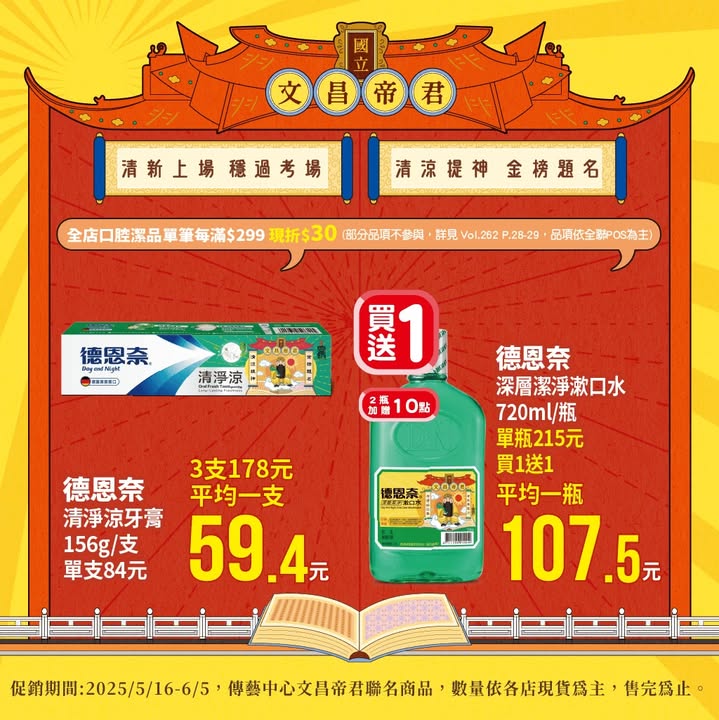 國立
文昌帝君
清新上場 穩過考場
清涼提神 金榜題名
全店口腔潔品單筆每滿$299 現折$30 (部分品項不參與，詳見 Vol.262 P.28-29，品項依全聯POS為主)
德恩奈
Day and Night
清淨涼
德恩奈
清淨涼牙膏
156g/支
單支84元
3支178元
平均一支
59.4元
買送1
2瓶
加贈10點
德恩奈
漱口水
文昌帝君
德恩奈
深層潔淨漱口水
720ml/瓶
單瓶215元
買1送1
平均一瓶
107.5元
促銷期間:2025/5/16-6/5，傳藝中心文昌帝君聯名商品，數量依各店現貨為主，售完為止。